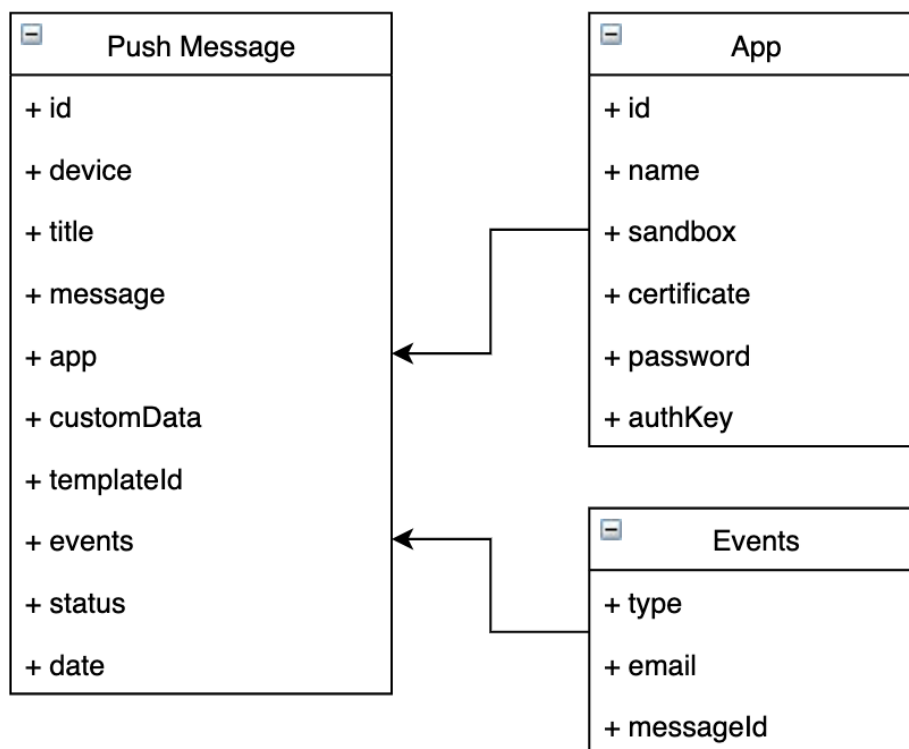 Push Message
+ id
+ device
+ title
+ message
+ app
+ customData
+ templateId
+ events
+ status
+ date
App
+ id
+ name
+ sandbox
+ certificate
+ password
+ authKey
Events
+ type
+ email
+ messageId